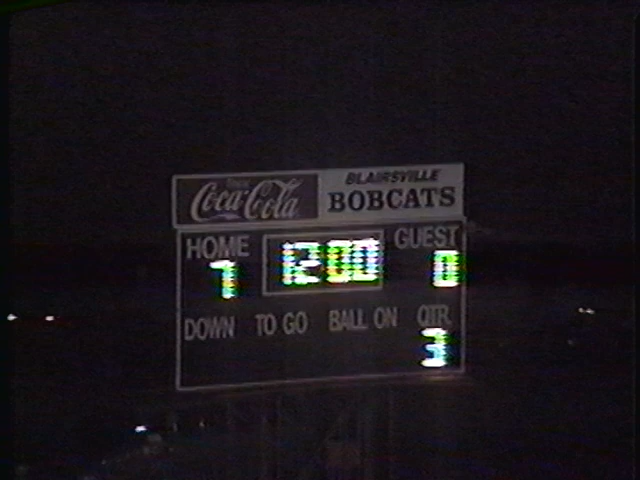 Coca-Cola
BLAIRSVILLE
BOBCATS
HOME 12:00 GUEST
7 0
DOWN TO GO BALL ON QTR.
3